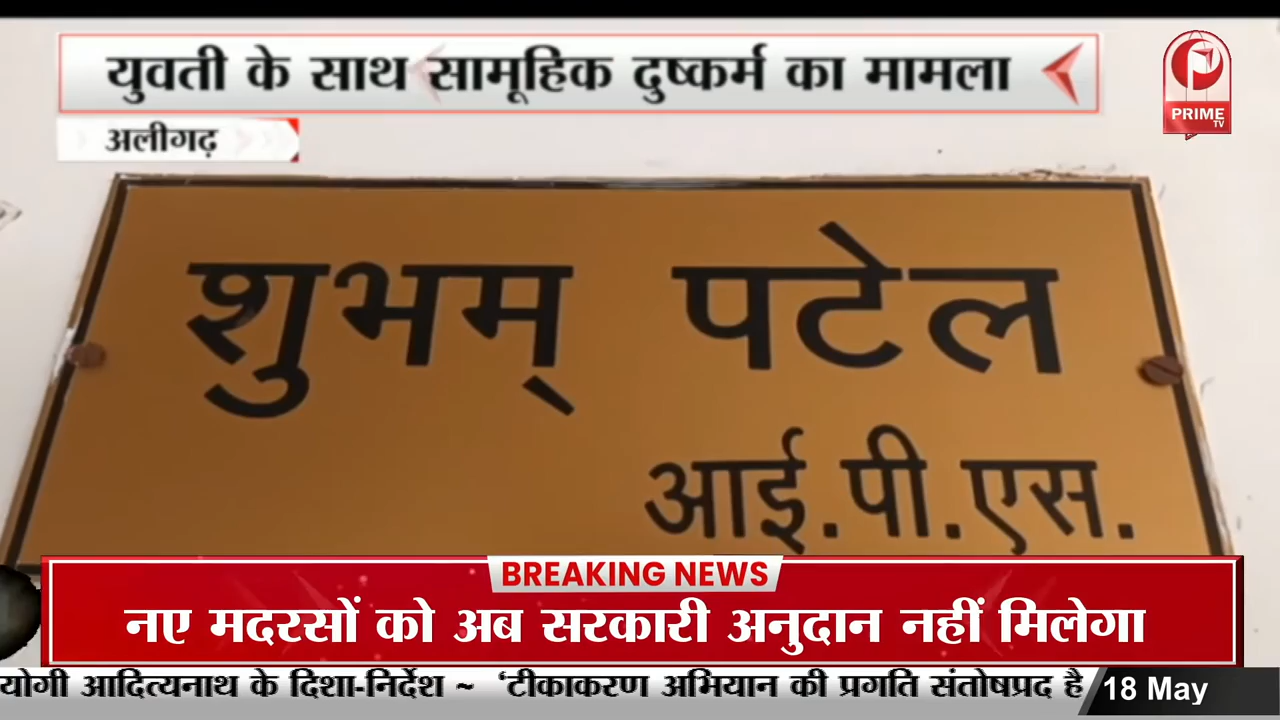 युवती के साथ सामूहिक दुष्कर्म का मामला
PRIME
TV
अलीगढ़
शुभम् पटेल
आई.पी.एस.
BREAKING NEWS
नए मदरसों को अब सरकारी अनुदान नहीं मिलेगा
योगी आदित्यनाथ के दिशा-निर्देश ~ ‘टीकाकरण अभियान की प्रगति संतोषप्रद है
18 May